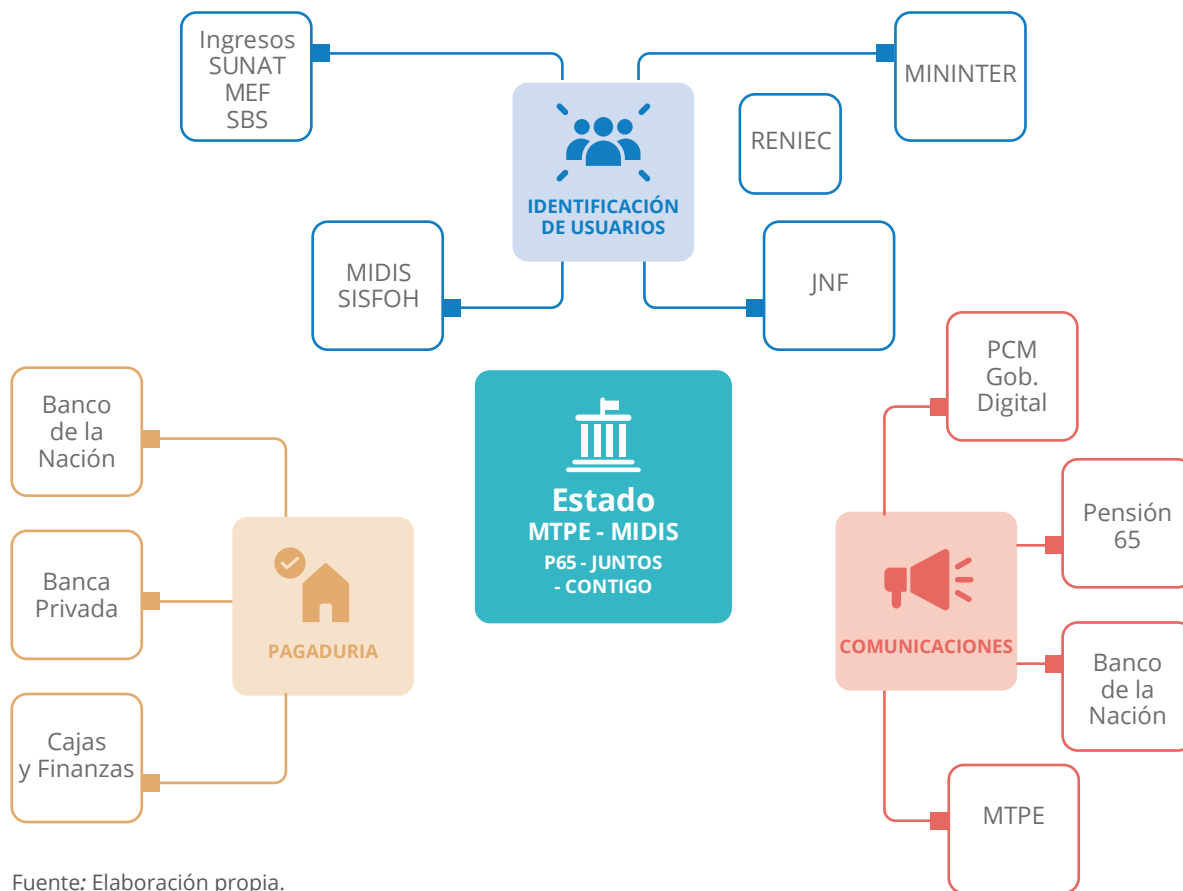 Ingresos
SUNAT
MEF
SBS
MININTER
RENIEC
IDENTIFICACIÓN
DE USUARIOS
MIDIS
SISFOH
JNF
PCM
Gob.
Digital
Banco
de la
Nación
Estado
MTPE - MIDIS
P65 - JUNTOS
- CONTIGO
Pensión
65
Banca
Privada
PAGADURIA
COMUNICACIONES
Banco
de la
Nación
Cajas
y Finanzas
MTPE
Fuente: Elaboración propia.